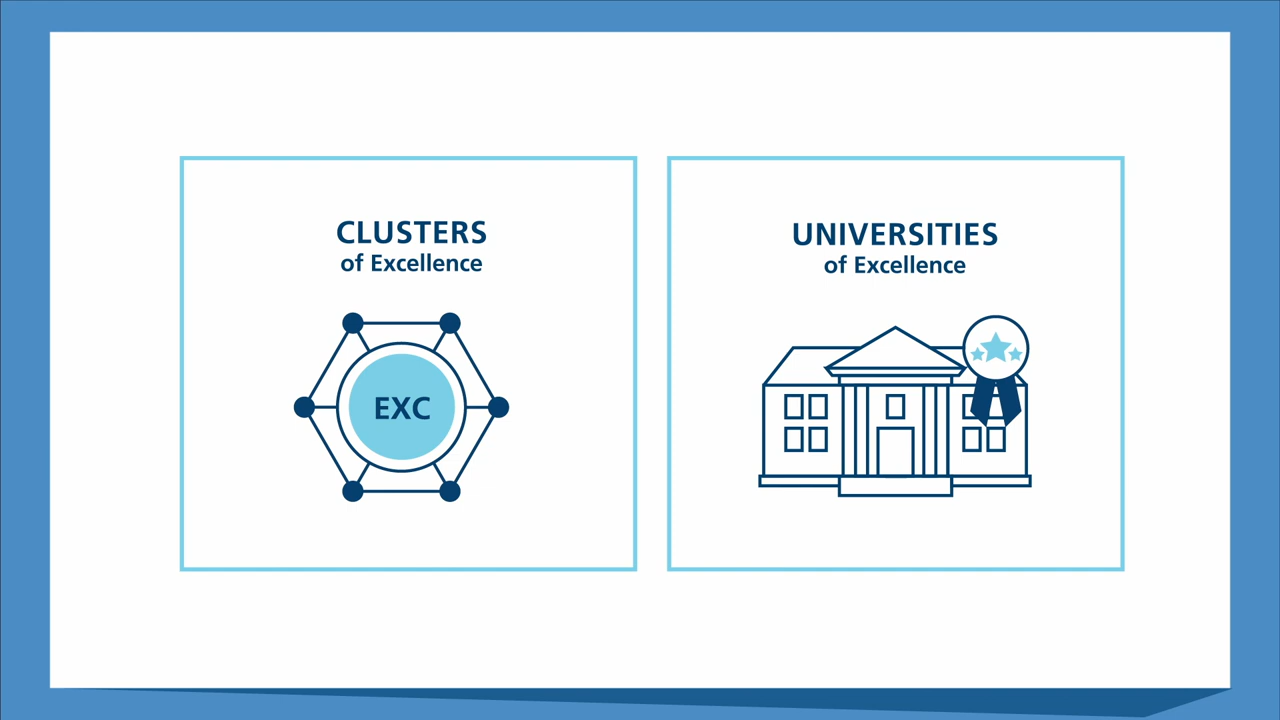 CLUSTERS
of Excellence
EXC
UNIVERSITIES
of Excellence